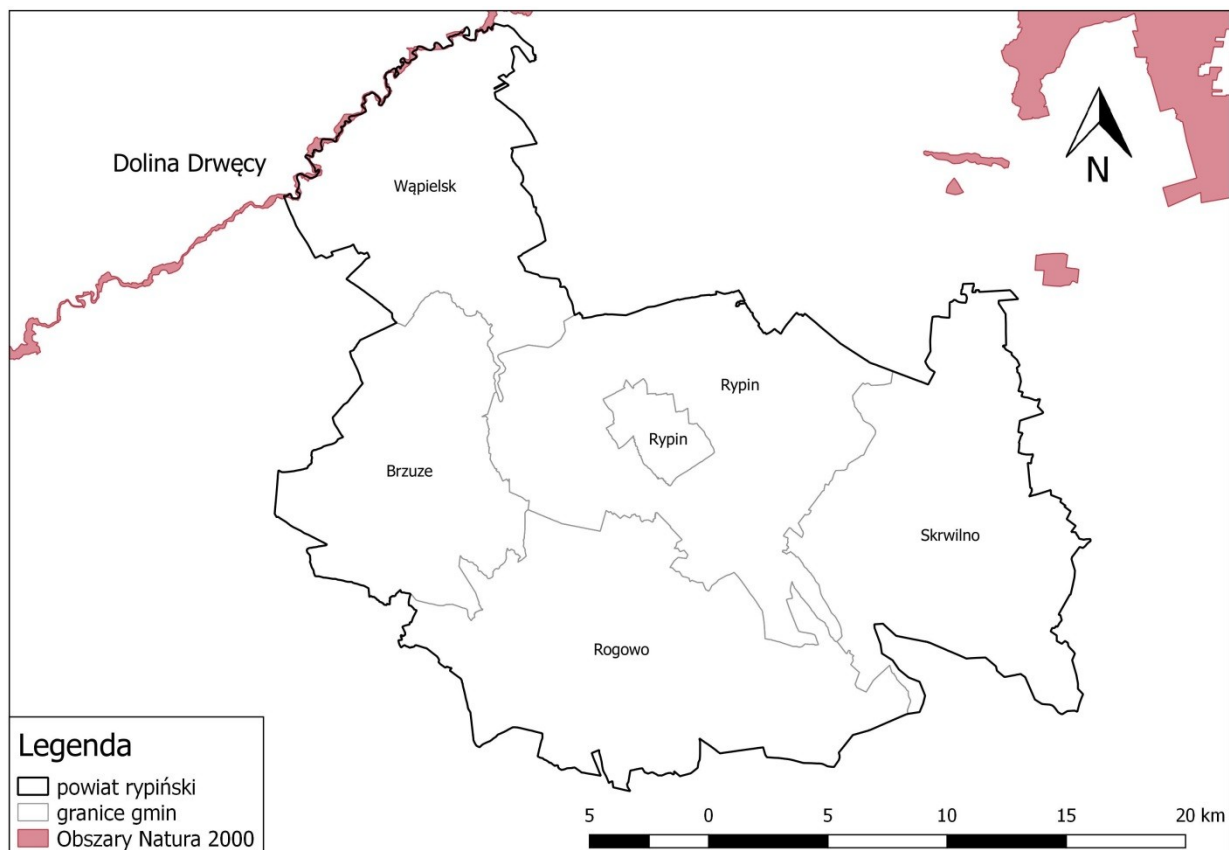 Dolina Drwęcy
Wąpielsk
N
Rypin
Rypin
Brzuze
Skrwilno
Rogowo
Legenda
powiat rypiński
granice gmin
Obszary Natura 2000
5 0 5 10 15 20 km